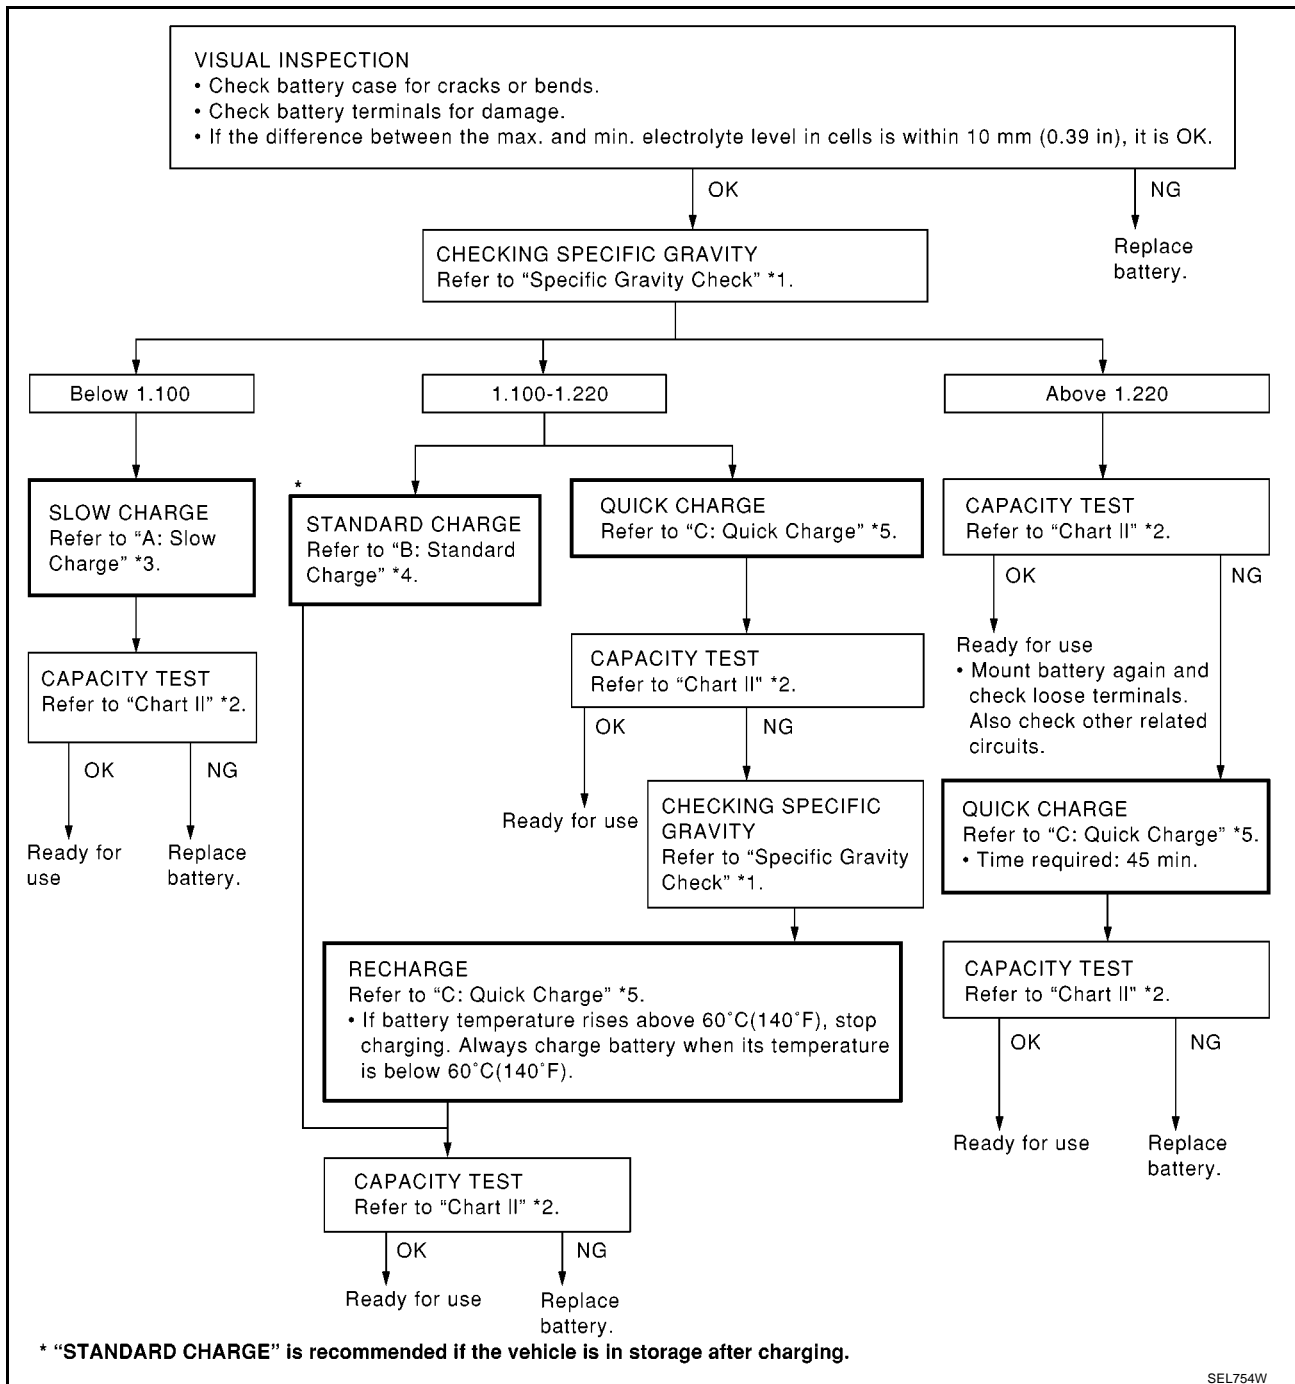 VISUAL INSPECTION
• Check battery case for cracks or bends.
• Check battery terminals for damage.
• If the difference between the max. and min. electrolyte level in cells is within 10 mm (0.39 in), it is OK.
OK
NG
Replace
battery.
CHECKING SPECIFIC GRAVITY
Refer to “Specific Gravity Check” *1.
Below 1.100
1.100-1.220
Above 1.220
SLOW CHARGE
Refer to “A: Slow
Charge” *3.
CAPACITY TEST
Refer to “Chart II” *2.
OK
NG
Ready for
use
Replace
battery.
*
STANDARD CHARGE
Refer to “B: Standard
Charge” *4.
QUICK CHARGE
Refer to “C: Quick Charge” *5.
CAPACITY TEST
Refer to “Chart II” *2.
OK
NG
Ready for use
CHECKING SPECIFIC
GRAVITY
Refer to “Specific Gravity
Check” *1.
RECHARGE
Refer to “C: Quick Charge” *5.
• If battery temperature rises above 60˚C(140˚F), stop
charging. Always charge battery when its temperature
is below 60˚C(140˚F).
CAPACITY TEST
Refer to “Chart II” *2.
OK
NG
Ready for use
Replace
battery.
CAPACITY TEST
Refer to “Chart II” *2.
OK
NG
Ready for use
• Mount battery again and
check loose terminals.
Also check other related
circuits.
QUICK CHARGE
Refer to “C: Quick Charge” *5.
• Time required: 45 min.
CAPACITY TEST
Refer to “Chart II” *2.
OK
NG
Ready for use
Replace
battery.
* “STANDARD CHARGE” is recommended if the vehicle is in storage after charging.
SEL754W